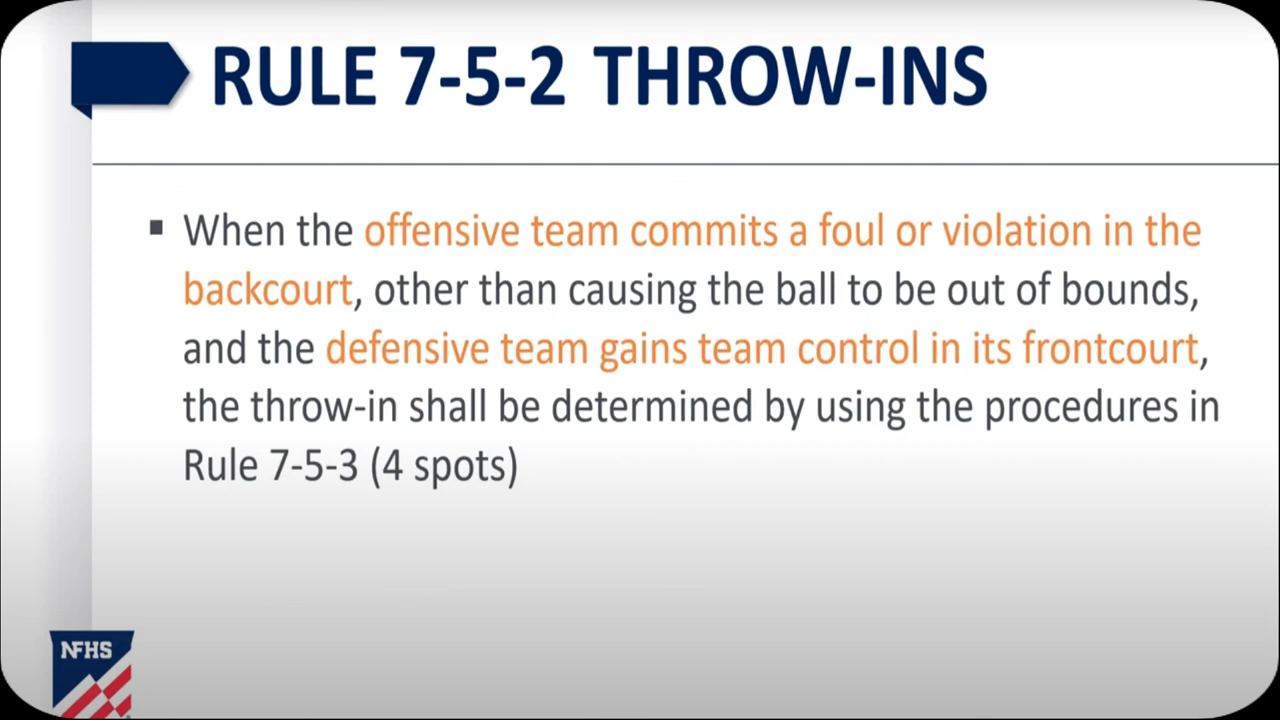 RULE 7-5-2 THROW-INS
▪ When the offensive team commits a foul or violation in the
backcourt, other than causing the ball to be out of bounds,
and the defensive team gains team control in its frontcourt,
the throw-in shall be determined by using the procedures in
Rule 7-5-3 (4 spots)
NFHS